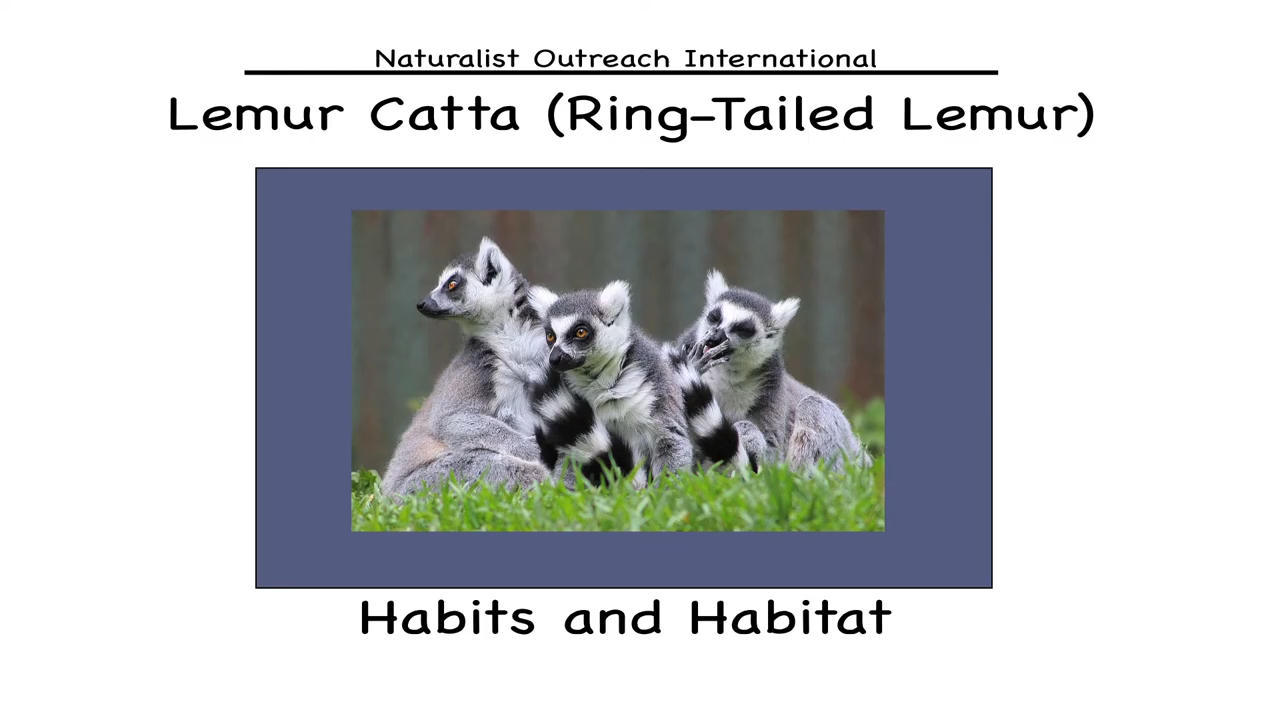 Naturalist Outreach International
Lemur Catta (Ring-Tailed Lemur)
Habits and Habitat